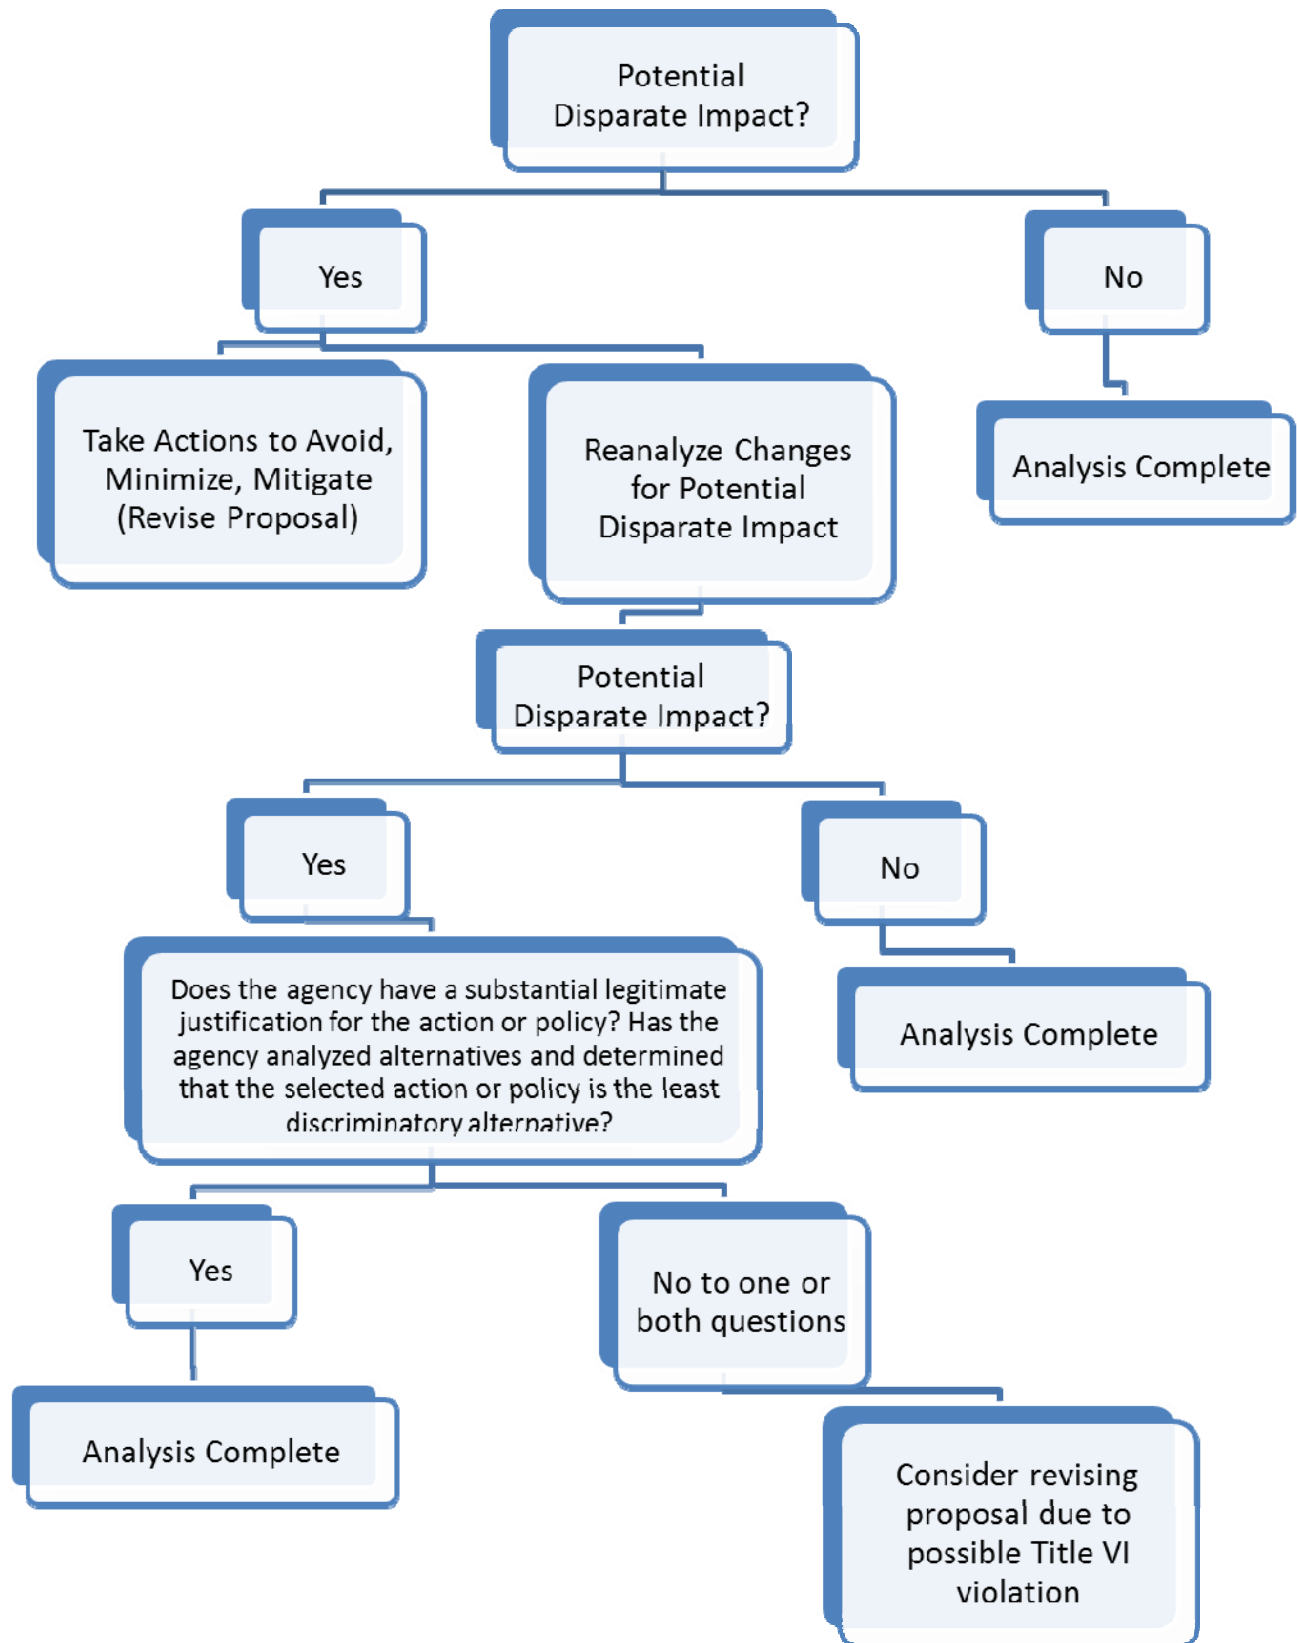 Potential
Disparate Impact?
Yes
No
Take Actions to Avoid,
Minimize, Mitigate
(Revise Proposal)
Reanalyze Changes
for Potential
Disparate Impact
Analysis Complete
Potential
Disparate Impact?
Yes
No
Does the agency have a substantial legitimate
justification for the action or policy? Has the
agency analyzed alternatives and determined
that the selected action or policy is the least
discriminatory alternative?
Analysis Complete
Yes
No to one or
both questions
Analysis Complete
Consider revising
proposal due to
possible Title VI
violation